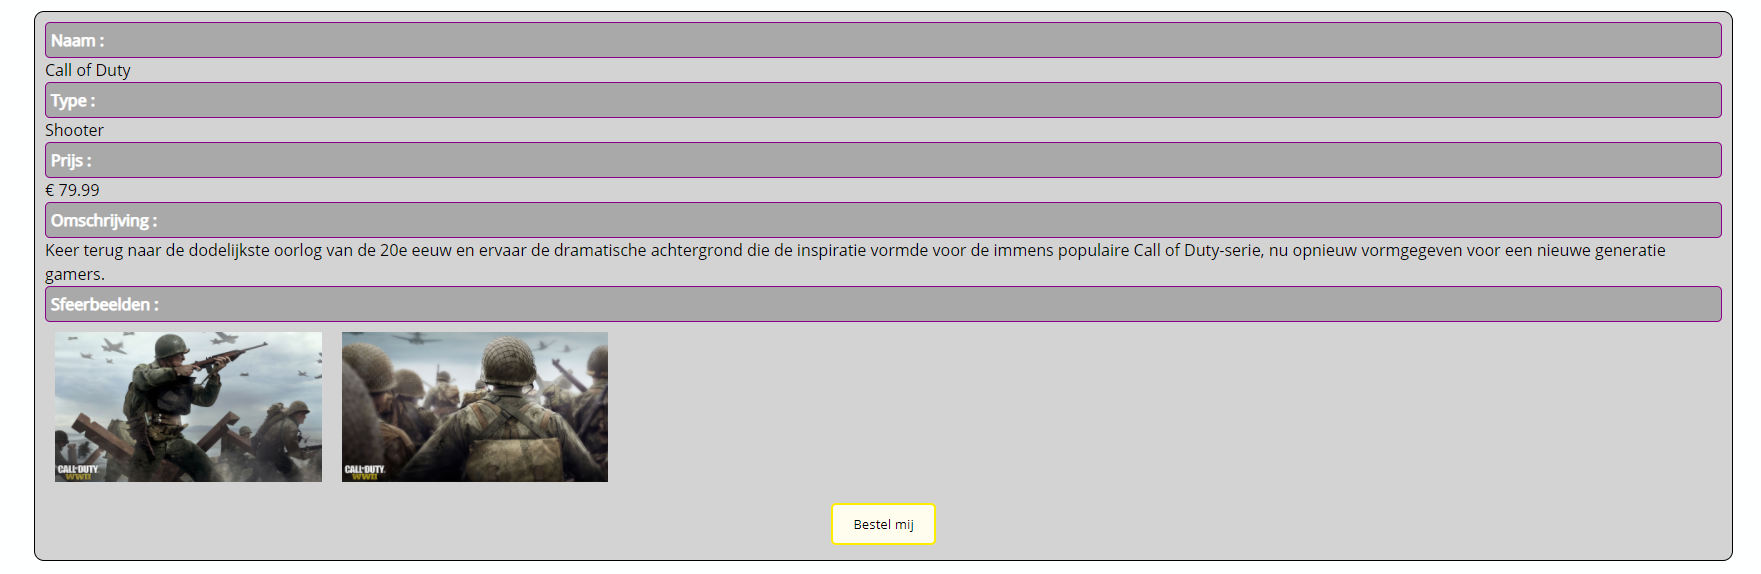 Naam :
Call of Duty
Type :
Shooter
Prijs :
€ 79.99
Omschrijving :
Keer terug naar de dodelijkste oorlog van de 20e eeuw en ervaar de dramatische achtergrond die de inspiratie vormde voor de immens populaire Call of Duty-serie, nu opnieuw vormgegeven voor een nieuwe generatie
gamers.
Sfeerbeelden :
CALL·DUTY
WWII
CALL·DUTY
WWII
Bestel mij